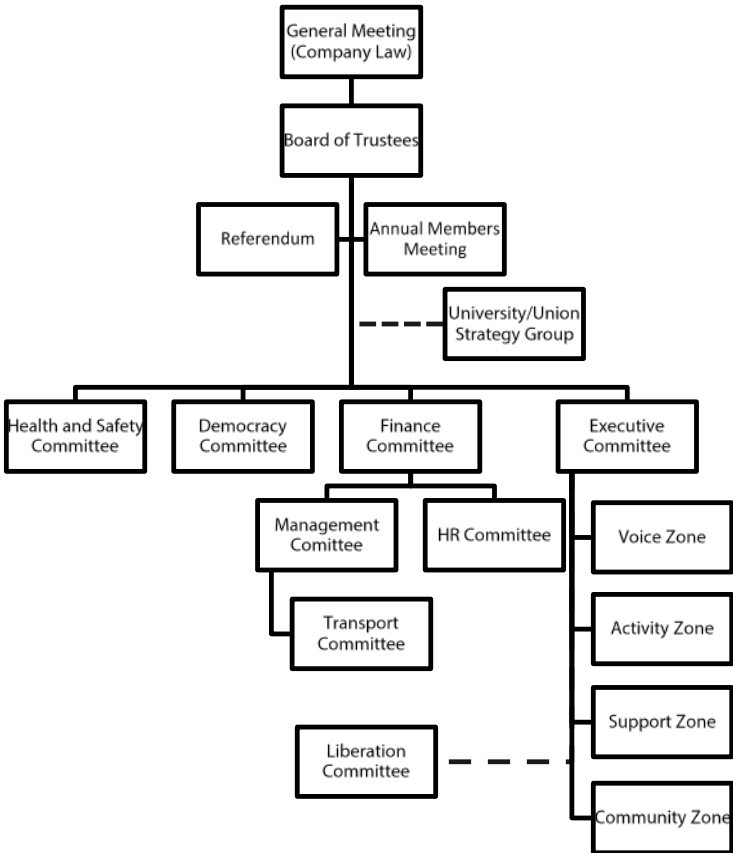 General Meeting
(Company Law)
Board of Trustees
Referendum
Annual Members
Meeting
University/Union
Strategy Group
Health and Safety
Committee
Democracy
Committee
Finance
Committee
Executive
Committee
Management
Comittee
HR Committee
Voice Zone
Transport
Committee
Activity Zone
Support Zone
Liberation
Committee
Community Zone